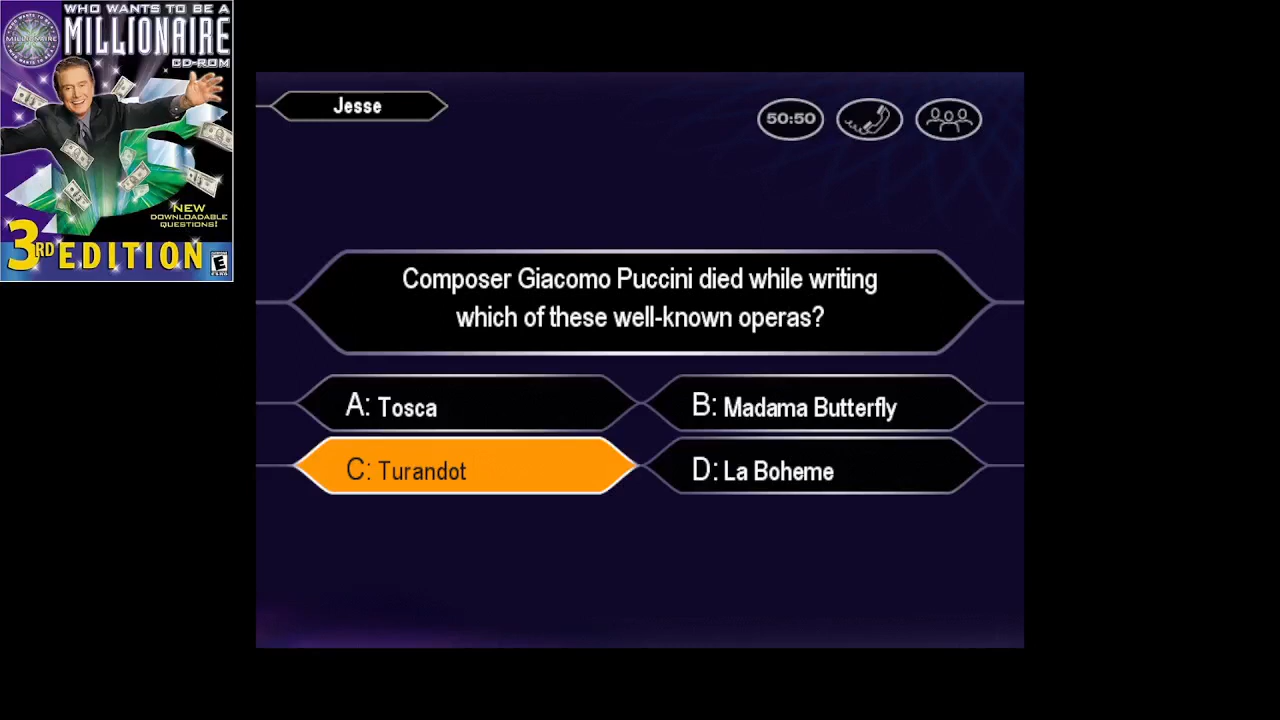 WHO WANTS TO BE A
MILLIONAIRE
CD-ROM
MILLIONAIRE
NEW
DOWNLOADABLE
QUESTIONS!
3RD EDITION
E
Jesse
50:50
Composer Giacomo Puccini died while writing
which of these well-known operas?
A: Tosca
B: Madama Butterfly
C: Turandot
D: La Boheme